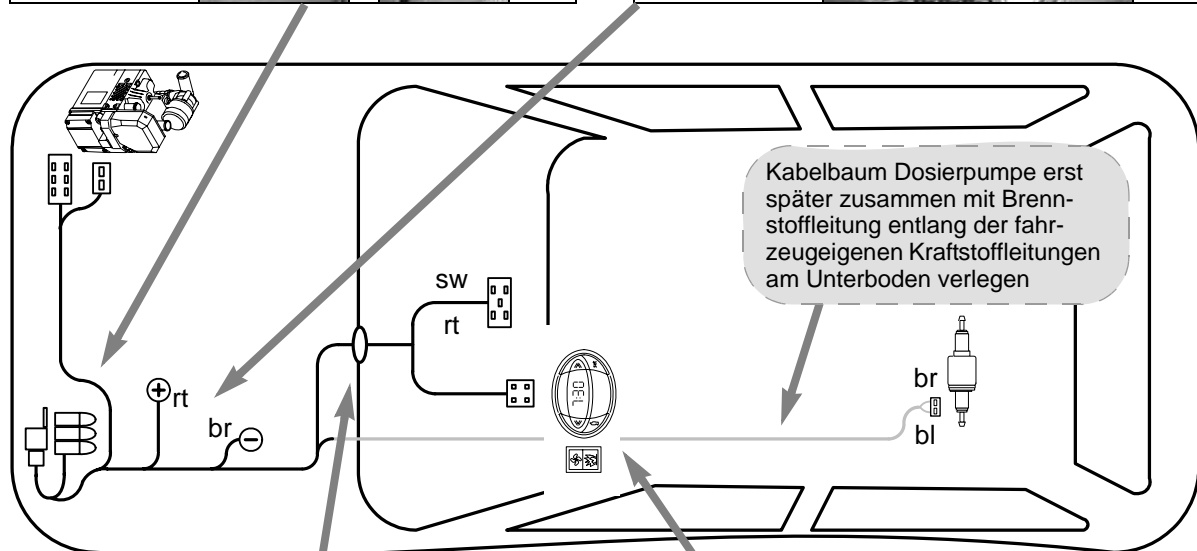 Kabelbaum Dosierpumpe erst
später zusammen mit Brenn-
stoffleitung entlang der fahr-
zeugeigenen Kraftstoffleitungen
am Unterboden verlegen
sw
rt
rt
br
br
bl